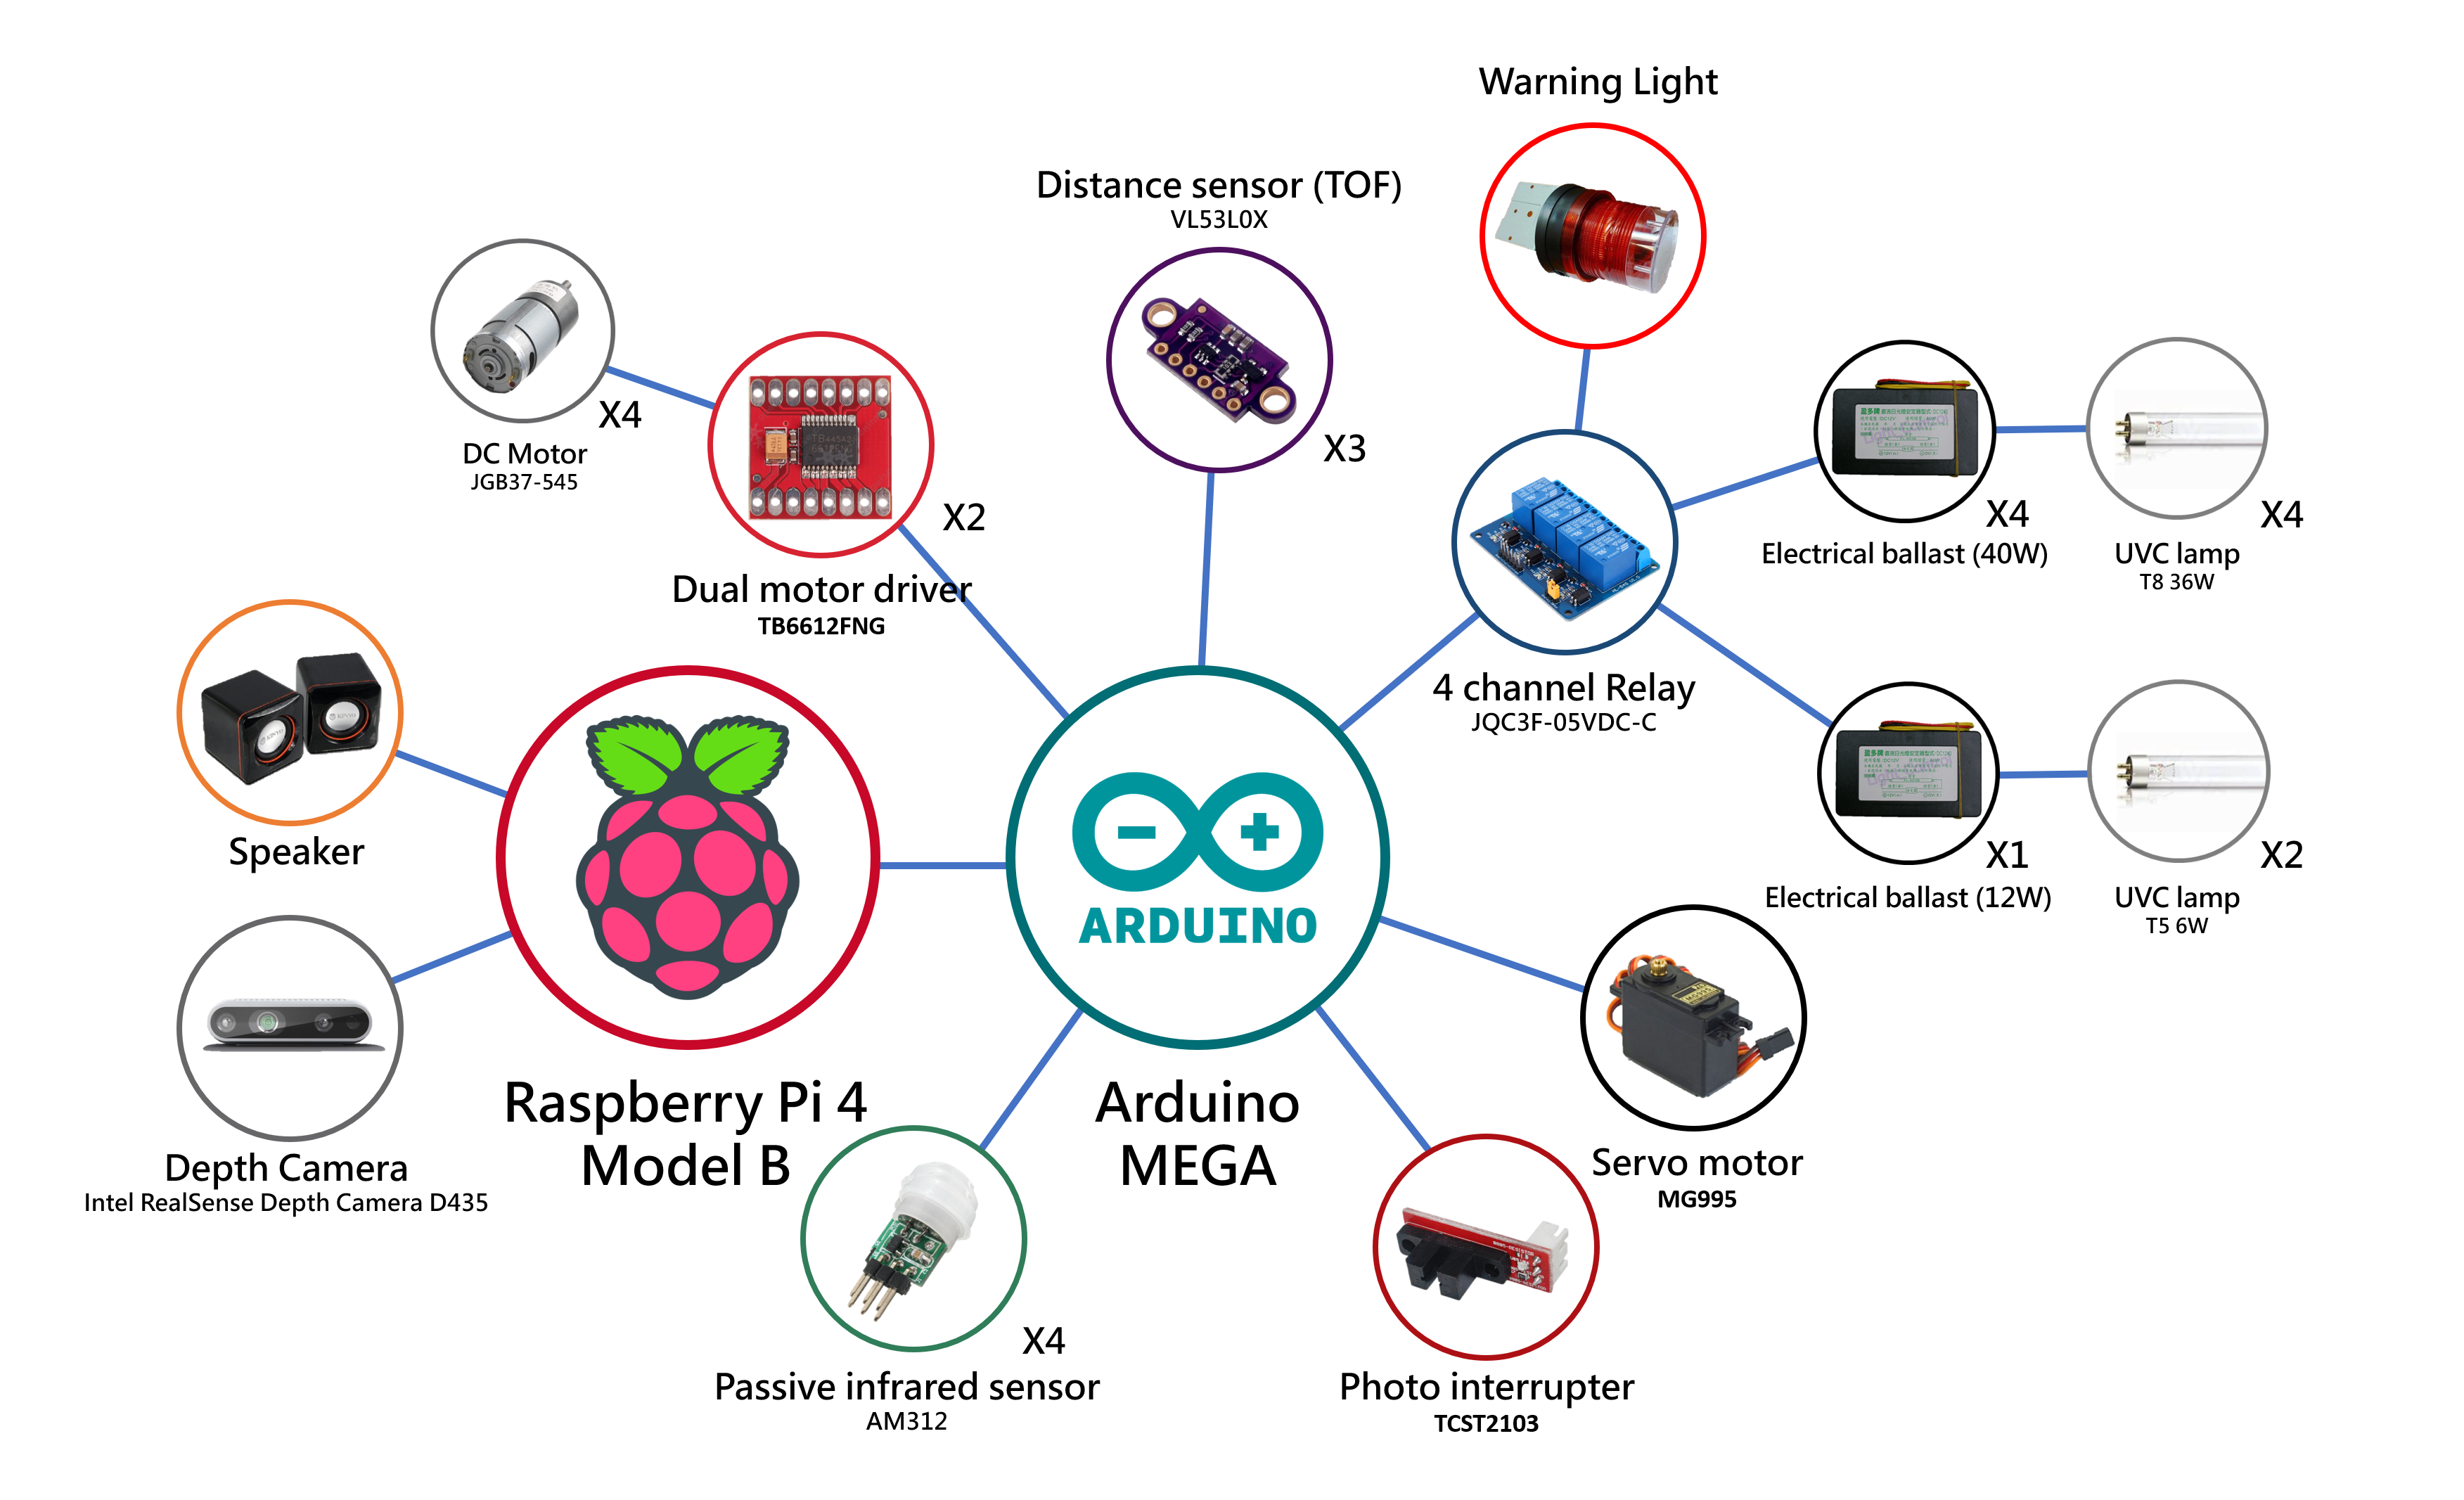 Warning Light
Distance sensor (TOF)
VL53L0X
X3
DC Motor
JGB37-545
X4
Dual motor driver
TB6612FNG
X2
4 channel Relay
JQC3F-05VDC-C
Electrical ballast (40W)
X4
UVC lamp
T8 36W
X4
Electrical ballast (12W)
X1
UVC lamp
T5 6W
X2
Speaker
Depth Camera
Intel RealSense Depth Camera D435
Raspberry Pi 4
Model B
ARDUINO
Arduino
MEGA
Servo motor
MG995
Passive infrared sensor
AM312
X4
Photo interrupter
TCST2103